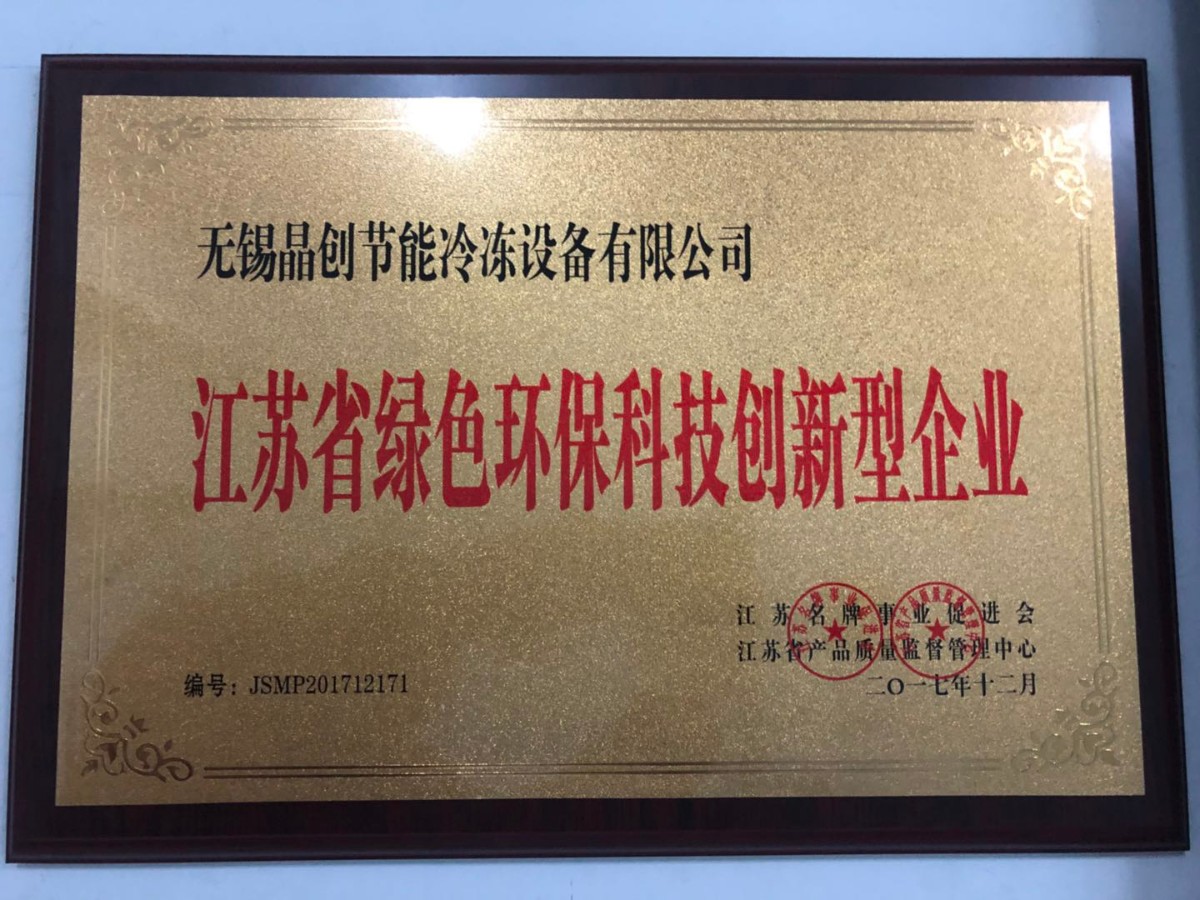 无锡晶创节能冷冻设备有限公司
江苏省绿色环保科技创新型企业
江苏名牌事业促进会
江苏省产品质量监督管理中心
编号：JSMP201712171
二〇一七年十二月